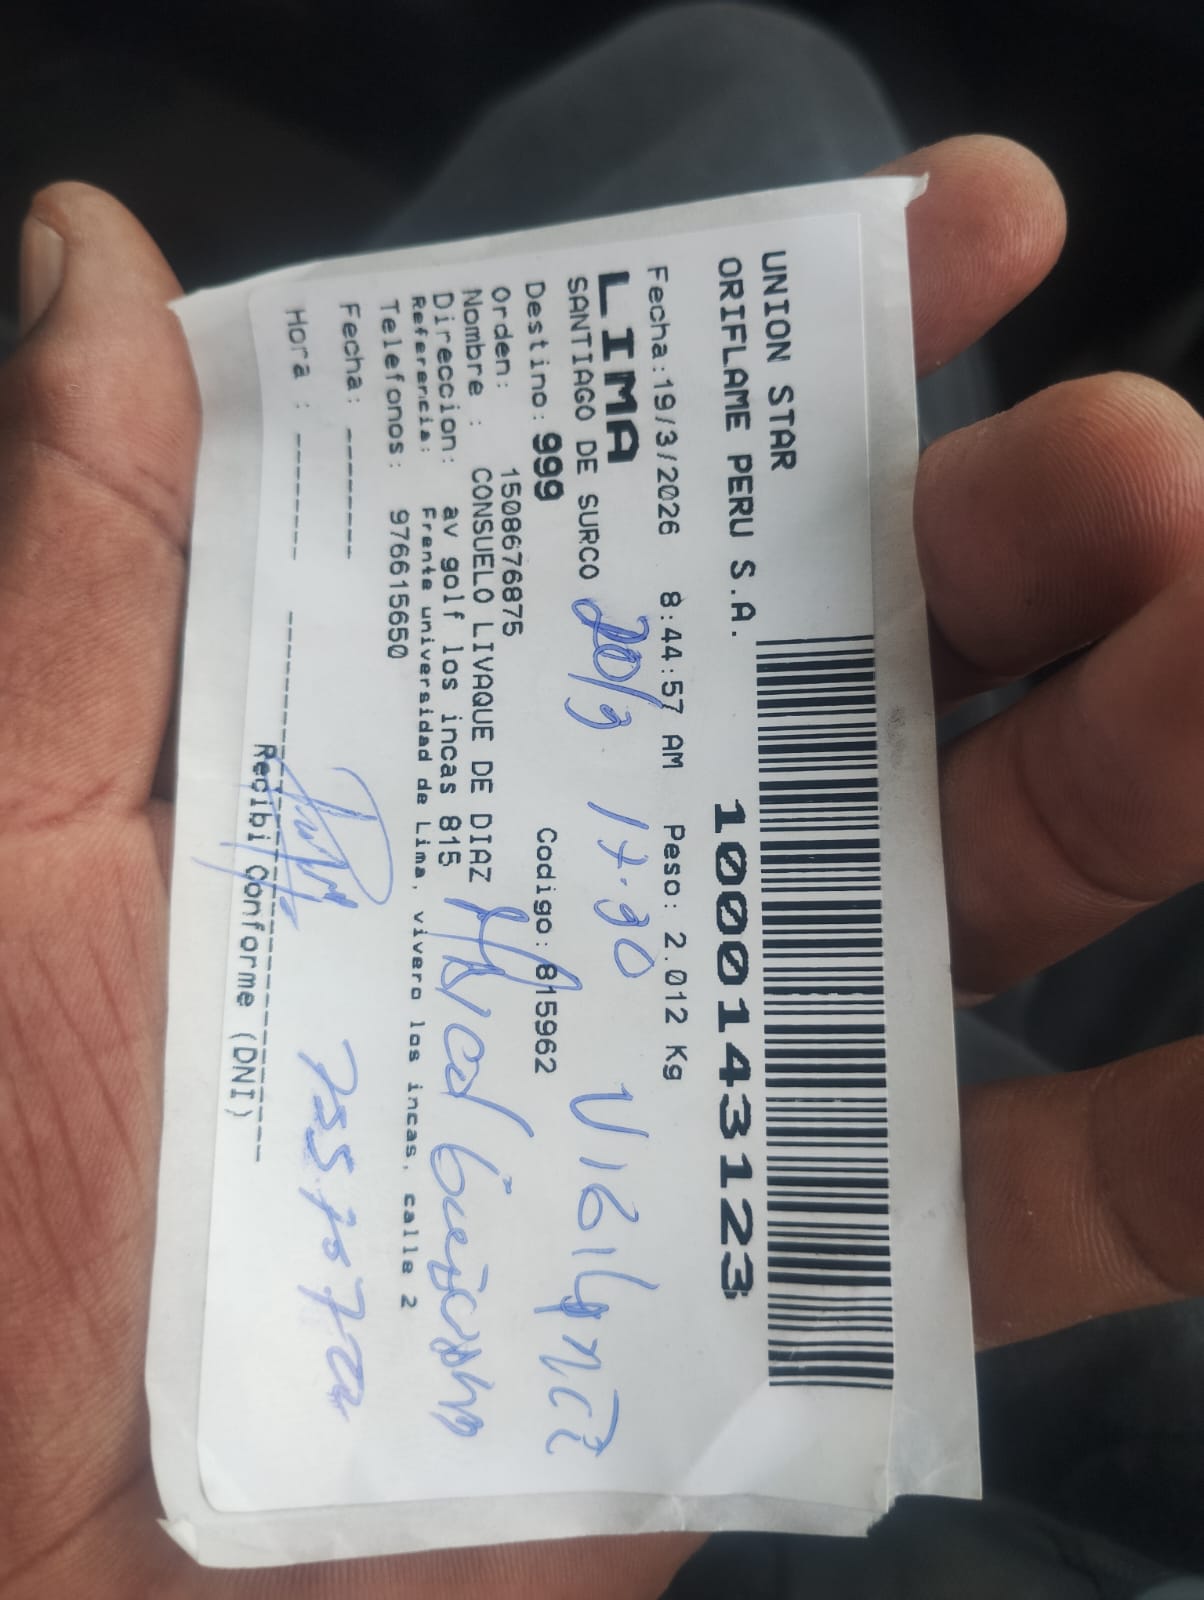 UNION STAR
ORIFLAME PERU S.A.
1000143123
Fecha:19/3/2026 8:44:57 AM Peso: 2.012 Kg
LIMA
SANTIAGO DE SURCO 20/3 17:30 VIGILANCIA
Destino: 999 Codigo: 815962
Orden: 1508676875
Nombre : CONSUELO LIVAQUE DE DIAZ
Direccion: av golf los incas 815
Referencia: Frente universidad de Lima, vivero los incas, calle 2
Telefonos: 976615650
Fecha: -------
Hora : -------
Recibi Conforme (DNI)